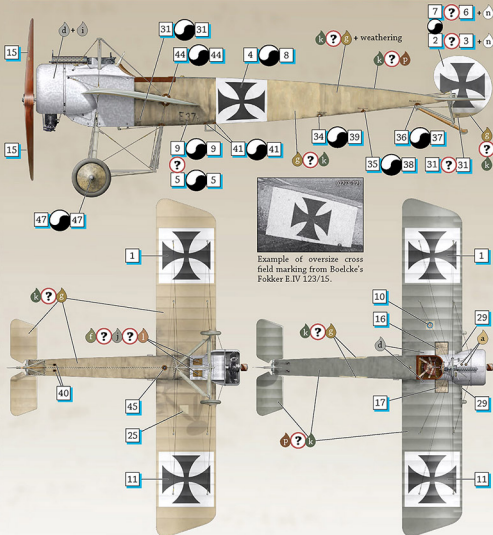 7 ? 6 + n
2 ? 3 + n
15
d + i
31 31
44 44
4 8
k ? g + weathering
k ? p
E 37
9 9
?
5 5
41 41
34 39
g ? k
35 38
36 37
31 ? 31
g
?
k
15
47 47
Example of oversize cross
field marking from Boelcke's
Fokker E.IV 123/15.
1
1
k ? g
10
16
29
f ? j ? l
k ? g
d
a
40
45
17
29
25
p ? k
11
11